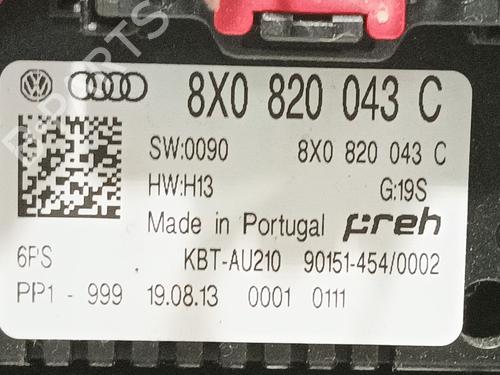 8X0 820 043 C
SW:0090 8X0 820 043 C
HW:H13 G:19S
Made in Portugal preh
6PS KBT-AU210 90151-454/0002
PP1 - 999 19.08.13 0001 0111
B-PARTS